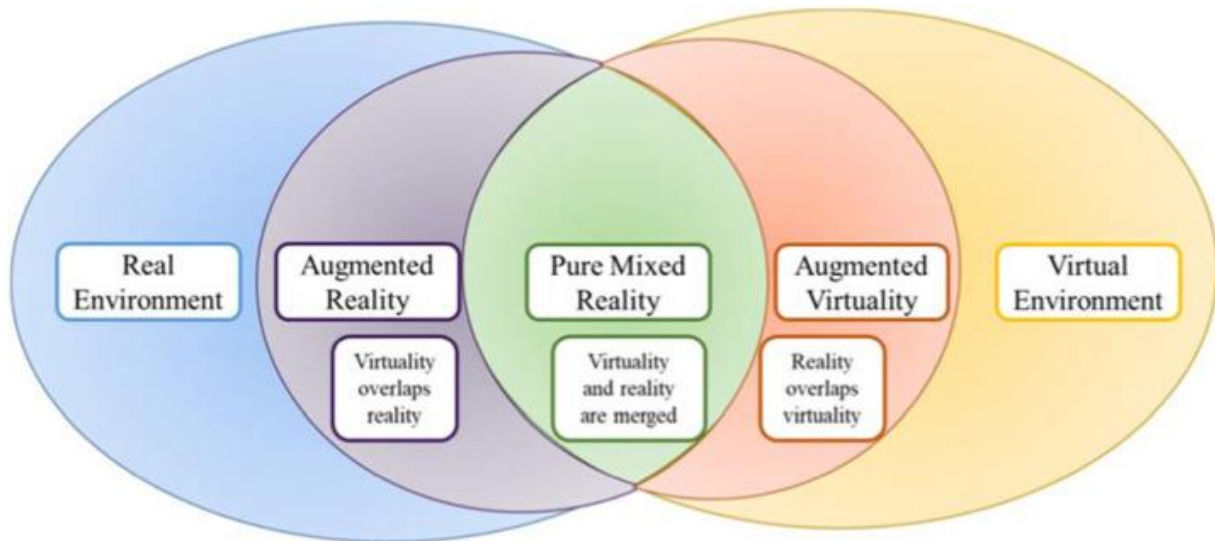 Real
Environment
Augmented
Reality
Pure Mixed
Reality
Augmented
Virtuality
Virtual
Environment
Virtuality
overlaps
reality
Virtuality
and reality
are merged
Reality
overlaps
virtuality